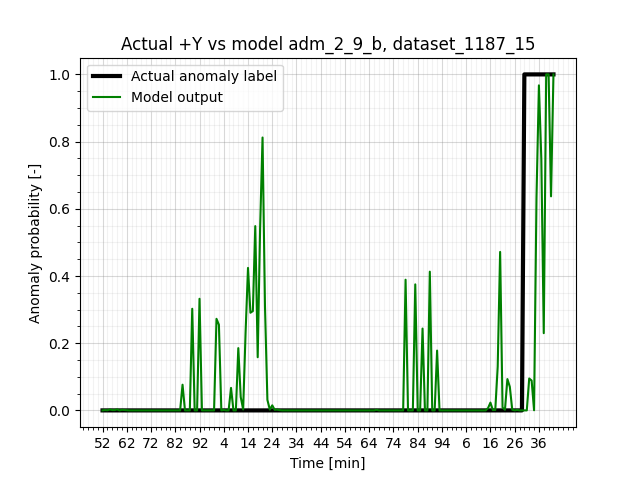 Actual +Y vs model adm_2_9_b, dataset_1187_15
Actual anomaly label
Model output
Anomaly probability [-]
1.0
0.8
0.6
0.4
0.2
0.0
52 62 72 82 92 4 14 24 34 44 54 64 74 84 94 6 16 26 36
Time [min]